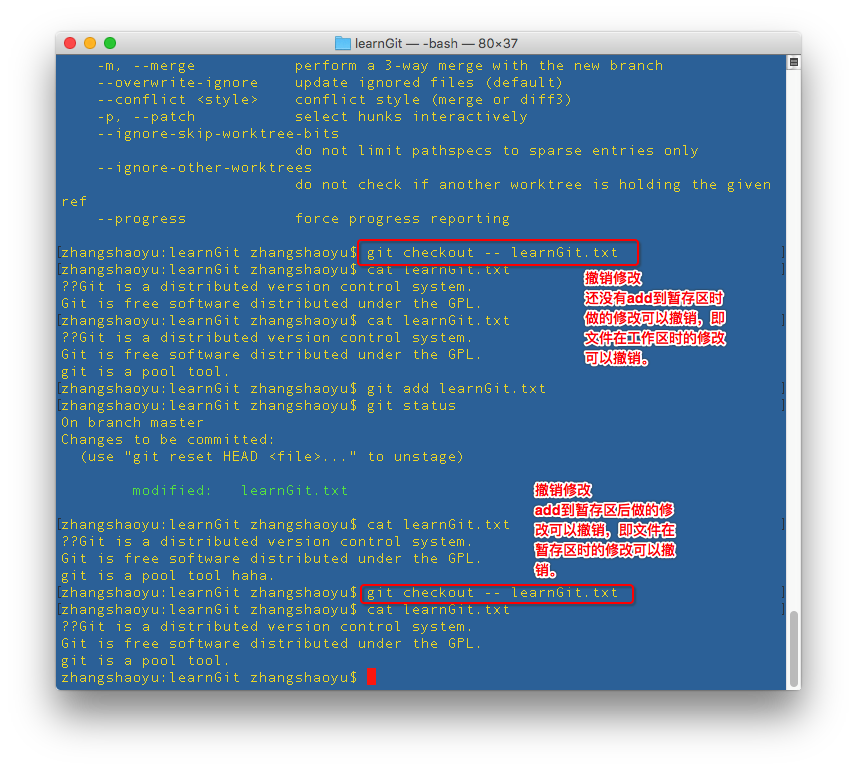 learnGit — -bash — 80×37
-m, --merge perform a 3-way merge with the new branch
--overwrite-ignore update ignored files (default)
--conflict <style> conflict style (merge or diff3)
-p, --patch select hunks interactively
--ignore-skip-worktree-bits
do not limit pathspecs to sparse entries only
--ignore-other-worktrees
do not check if another worktree is holding the given
ref
--progress force progress reporting
[zhangshaoyu:learnGit zhangshaoyu$ git checkout -- learnGit.txt ]
[zhangshaoyu:learnGit zhangshaoyu$ cat learnGit.txt ]
??Git is a distributed version control system.
Git is free software distributed under the GPL.
[zhangshaoyu:learnGit zhangshaoyu$ cat learnGit.txt ]
??Git is a distributed version control system.
Git is free software distributed under the GPL.
git is a pool tool.
撤销修改
还没有add到暂存区时
做的修改可以撤销，即
文件在工作区时的修改
可以撤销。
[zhangshaoyu:learnGit zhangshaoyu$ git add learnGit.txt ]
[zhangshaoyu:learnGit zhangshaoyu$ git status ]
On branch master
Changes to be committed:
(use "git reset HEAD <file>..." to unstage)
modified: learnGit.txt
[zhangshaoyu:learnGit zhangshaoyu$ cat learnGit.txt ]
??Git is a distributed version control system.
Git is free software distributed under the GPL.
git is a pool tool haha.
撤销修改
add到暂存区后做的修
改可以撤销，即文件在
暂存区时的修改可以撤
销。
[zhangshaoyu:learnGit zhangshaoyu$ git checkout -- learnGit.txt ]
[zhangshaoyu:learnGit zhangshaoyu$ cat learnGit.txt ]
??Git is a distributed version control system.
Git is free software distributed under the GPL.
git is a pool tool.
zhangshaoyu:learnGit zhangshaoyu$